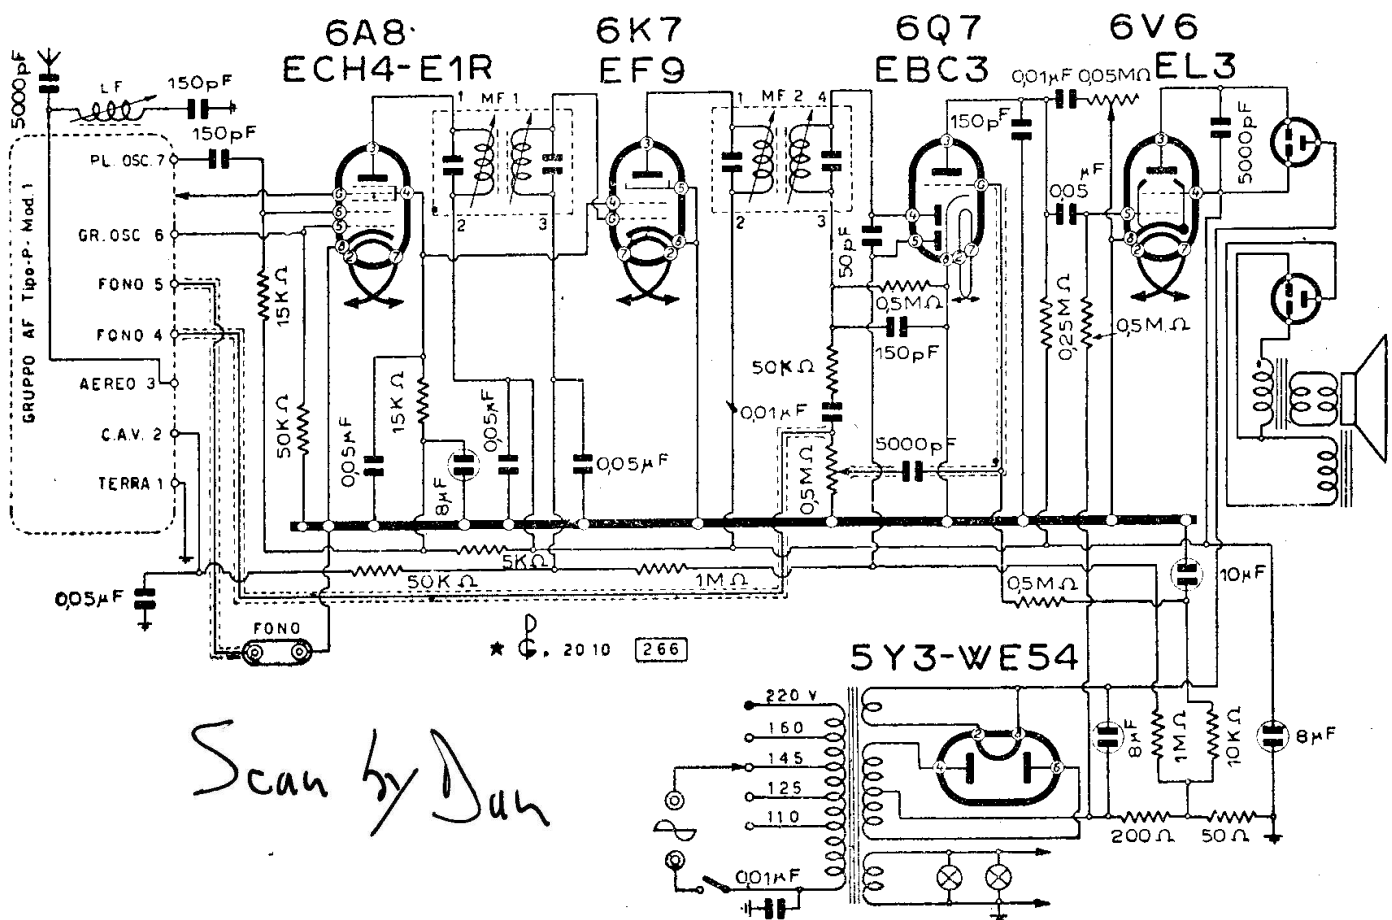 6A8
ECH4-E1R
6K7
EF9
6Q7
EBC3
6V6
EL3
5000pF
LF
150pF
150pF
GRUPPO AF Tipo-P-Mod.1
PL. OSC. 7
GR. OSC 6
FONO 5
FONO 4
AEREO 3
C.A.V. 2
TERRA 1
1
MF.1
2
3
1
MF 2
4
2
3
150pF
0,01µF
0,05MΩ
5000pF
0,05 µF
50pF
0,5MΩ
150pF
0,25MΩ
0,5MΩ
15KΩ
50KΩ
0,05µF
15KΩ
8µF
0,05µF
0,05µF
50KΩ
0,01µF
0,5MΩ
5000pF
5KΩ
50KΩ
1MΩ
0,5MΩ
10µF
0,05µF
FONO
★ 2010 266
5Y3-WE54
220 V
160
145
125
110
0,01µF
8µF
1MΩ
10KΩ
8µF
200Ω
50Ω
Scan by Dan